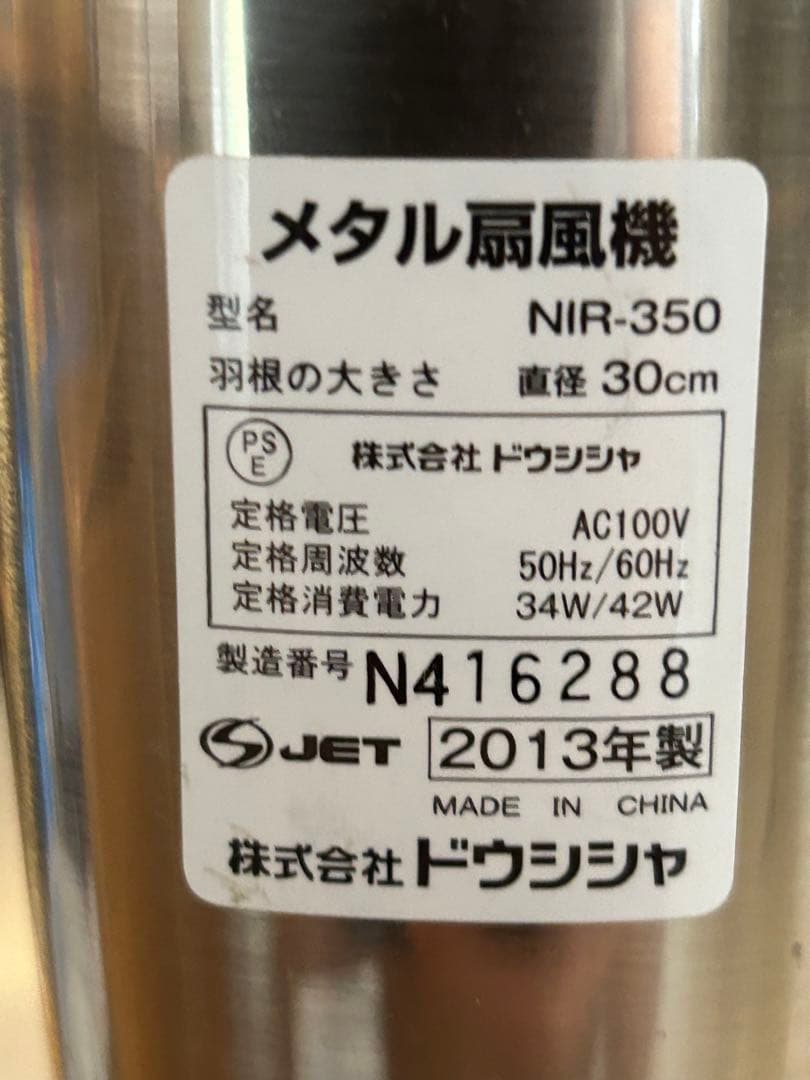 メタル扇風機
型名 NIR-350
羽根の大きさ 直径 30cm
PSE 株式会社 ドウシシャ
定格電圧 AC100V
定格周波数 50Hz/60Hz
定格消費電力 34W/42W
製造番号 N416288
S JET 2013年製
MADE IN CHINA
株式会社 ドウシシャ